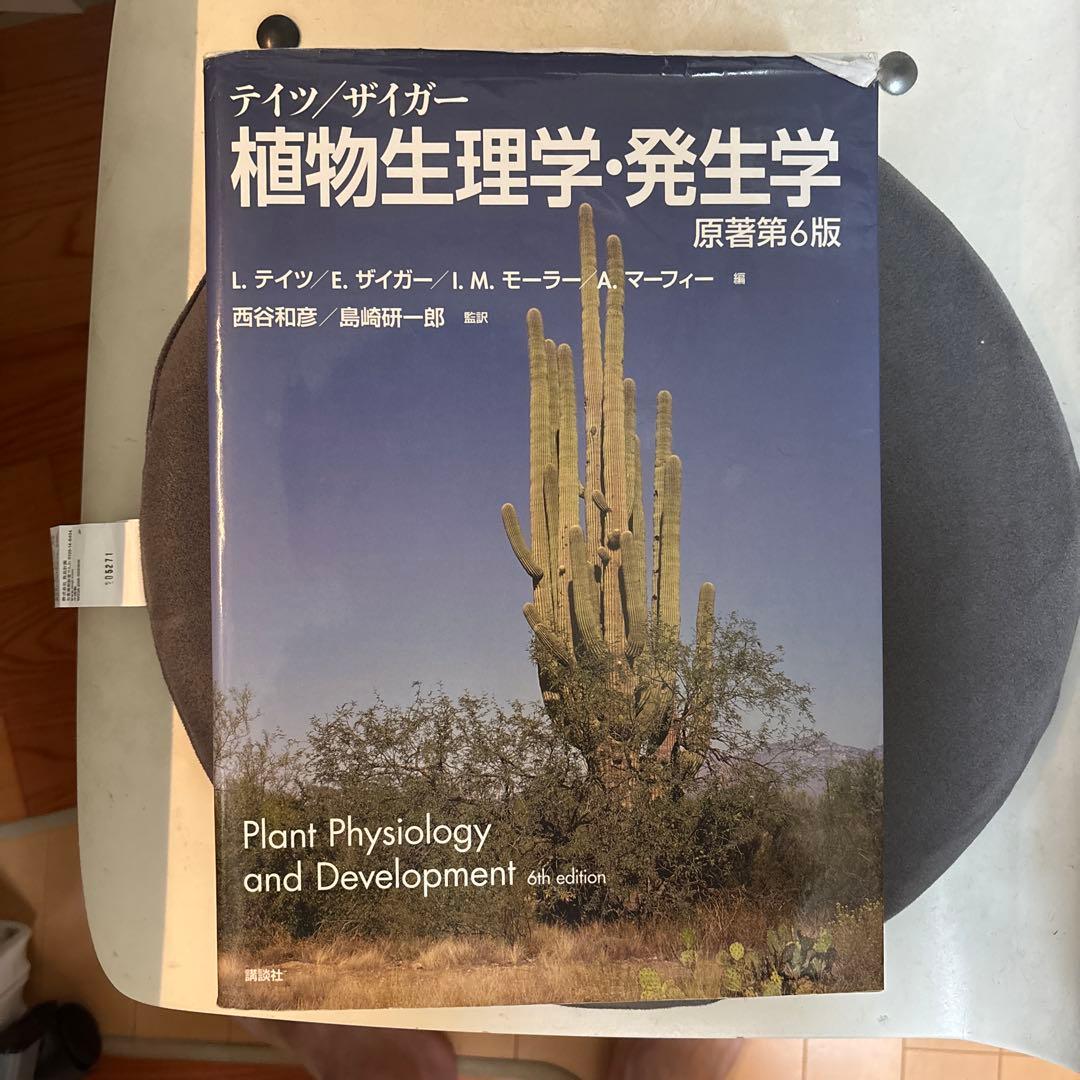 テイツ/ザイガー
植物生理学・発生学
原著第6版
L. テイツ/E. ザイガー/I. M. モーラー/A. マーフィー 編
西谷和彦/島崎研一郎 監訳
Plant Physiology
and Development 6th edition
講談社